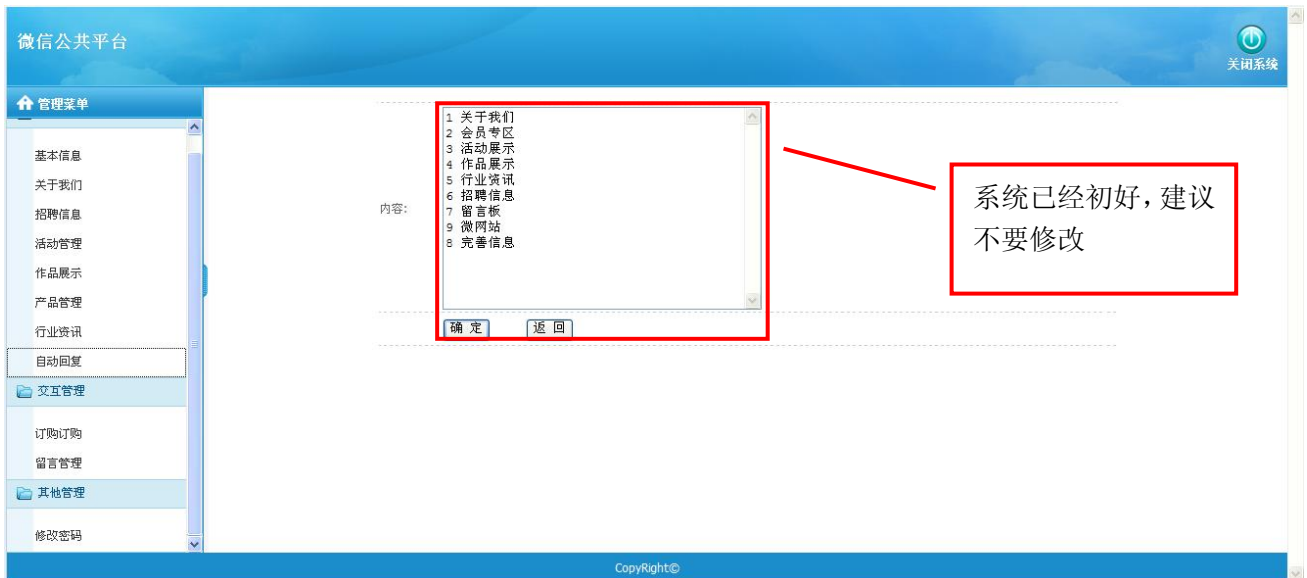 微信公共平台
关闭系统
管理菜单
基本信息
关于我们
招聘信息
活动管理
作品展示
产品管理
行业资讯
自动回复
交互管理
订购订购
留言管理
其他管理
修改密码
内容:
1 关于我们
2 会员专区
3 活动展示
4 作品展示
5 行业资讯
6 招聘信息
7 留言板
9 微网站
8 完善信息
确 定
返 回
系统已经初好，建议
不要修改
CopyRight©